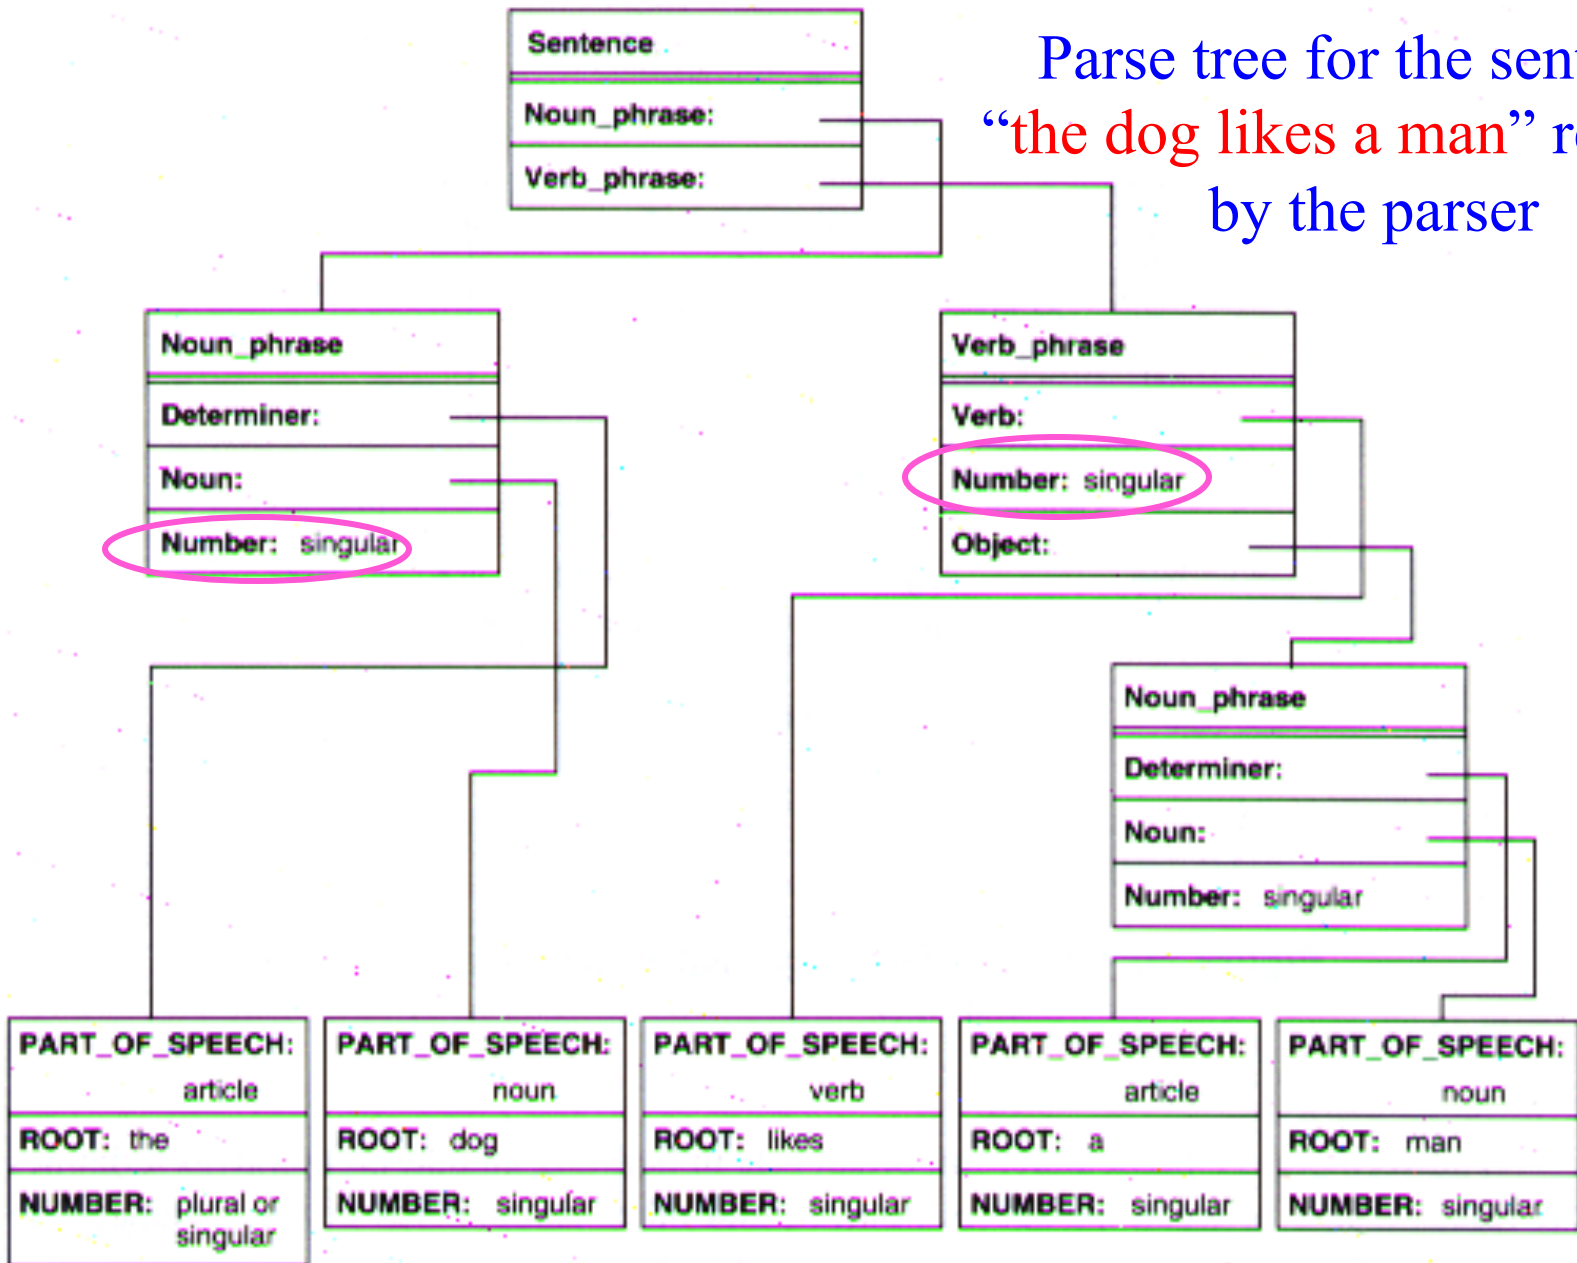 Parse tree for the
“the dog likes a man”
by the parser
Sentence
Noun_phrase:
Verb_phrase:
Noun_phrase
Determiner:
Noun:
Number: singular
Verb_phrase
Verb:
Number: singular
Object:
Noun_phrase
Determiner:
Noun:
Number: singular
PART_OF_SPEECH:
article
ROOT: the
NUMBER: plural or
singular
PART_OF_SPEECH:
noun
ROOT: dog
NUMBER: singular
PART_OF_SPEECH:
verb
ROOT: likes
NUMBER: singular
PART_OF_SPEECH:
article
ROOT: a
NUMBER: singular
PART_OF_SPEECH:
noun
ROOT: man
NUMBER: singular